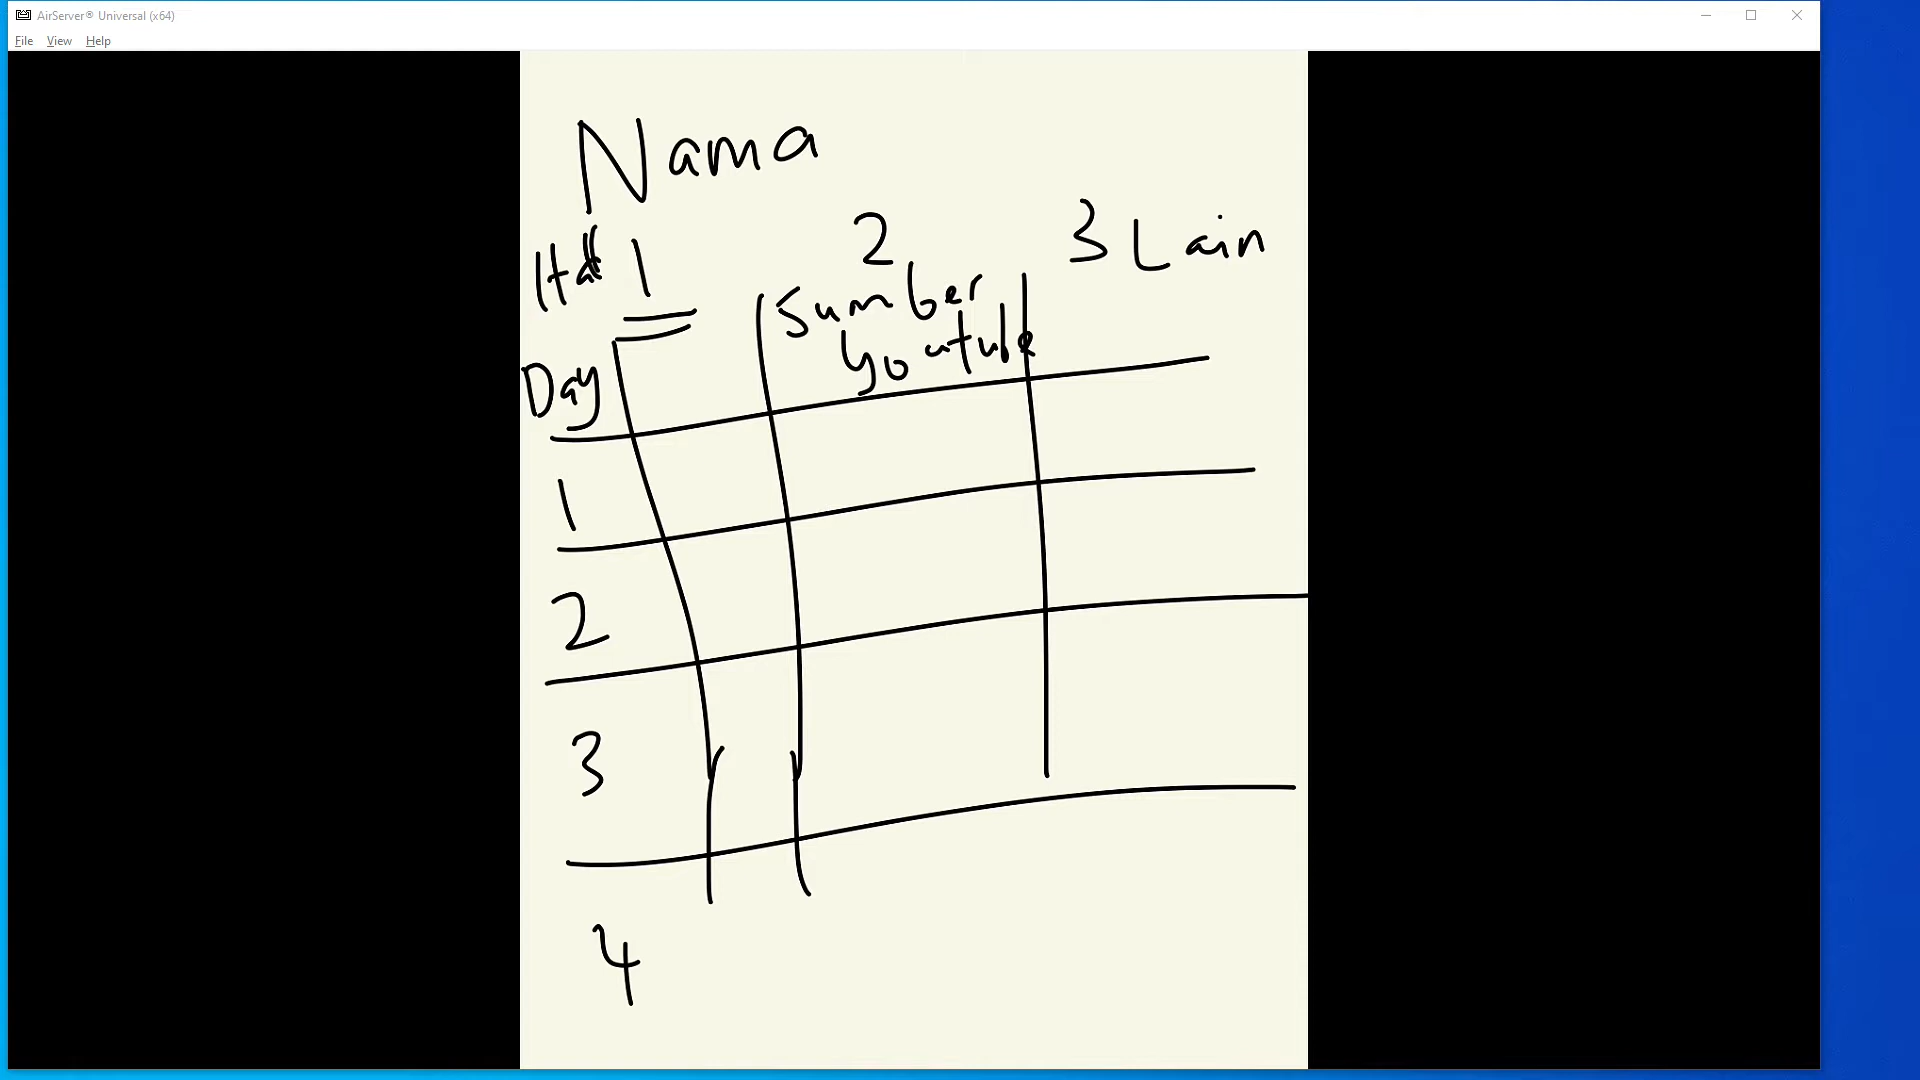 AirServer® Universal (x64)
File View Help
Nama
1 2 3 Lain
Sumber
Youtube
Day
1
2
3
4